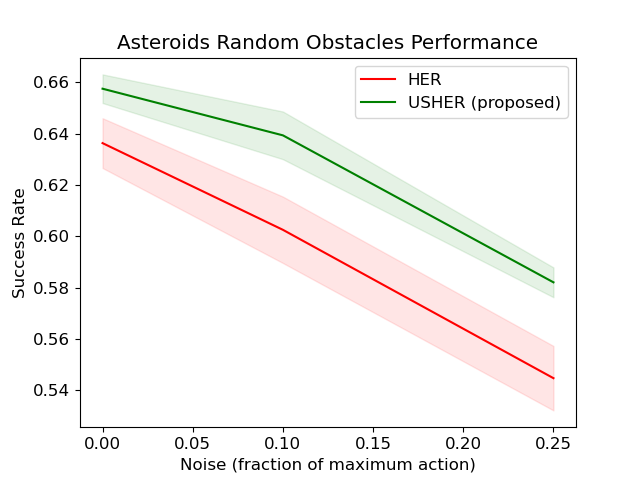 Asteroids Random Obstacles Performance
HER
USHER (proposed)
Success Rate
0.66
0.64
0.62
0.60
0.58
0.56
0.54
0.00 0.05 0.10 0.15 0.20 0.25
Noise (fraction of maximum action)